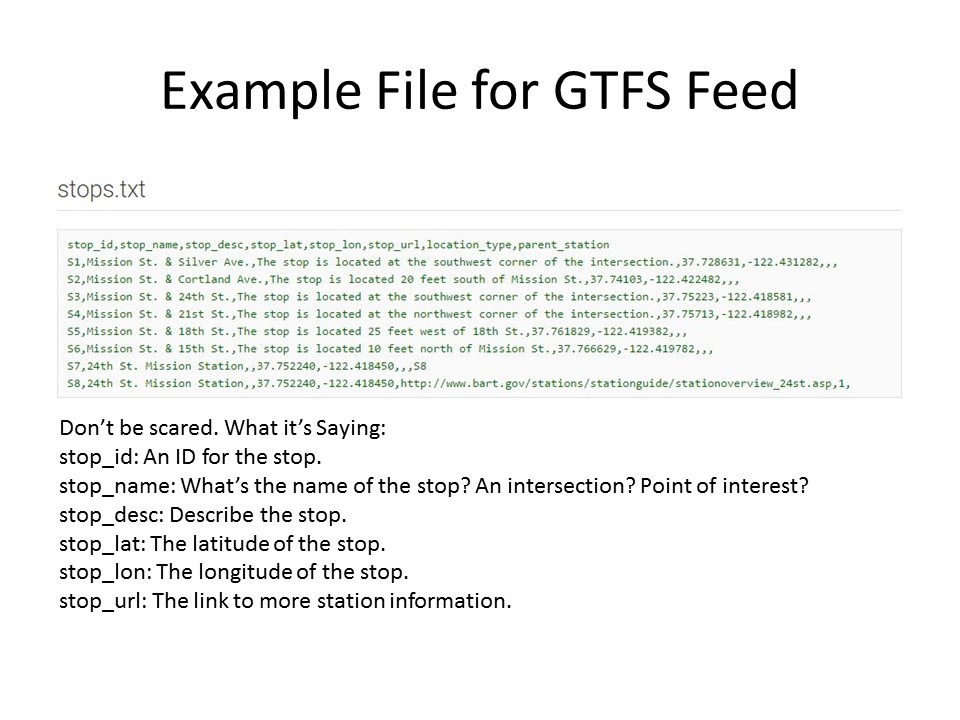 Example File for GTFS Feed
stops.txt
stop_id,stop_name,stop_desc,stop_lat,stop_lon,stop_url,location_type,parent_station
S1,Mission St. & Silver Ave.,The stop is located at the southwest corner of the intersection.,37.728631,-122.431282,,,
S2,Mission St. & Cortland Ave.,The stop is located 20 feet south of Mission St.,37.74103,-122.422482,,,
S3,Mission St. & 24th St.,The stop is located at the southwest corner of the intersection.,37.75223,-122.418581,,,
S4,Mission St. & 21st St.,The stop is located at the northwest corner of the intersection.,37.75713,-122.418982,,,
S5,Mission St. & 18th St.,The stop is located 25 feet west of 18th St.,37.761829,-122.419382,,,
S6,Mission St. & 15th St.,The stop is located 10 feet north of Mission St.,37.766629,-122.419782,,,
S7,24th St. Mission Station,,37.752240,-122.418450,,,S8
S8,24th St. Mission Station,,37.752240,-122.418450,http://www.bart.gov/stations/stationguide/stationoverview_24st.asp,1,
Don’t be scared. What it’s Saying:
stop_id: An ID for the stop.
stop_name: What’s the name of the stop? An intersection? Point of interest?
stop_desc: Describe the stop.
stop_lat: The latitude of the stop.
stop_lon: The longitude of the stop.
stop_url: The link to more station information.